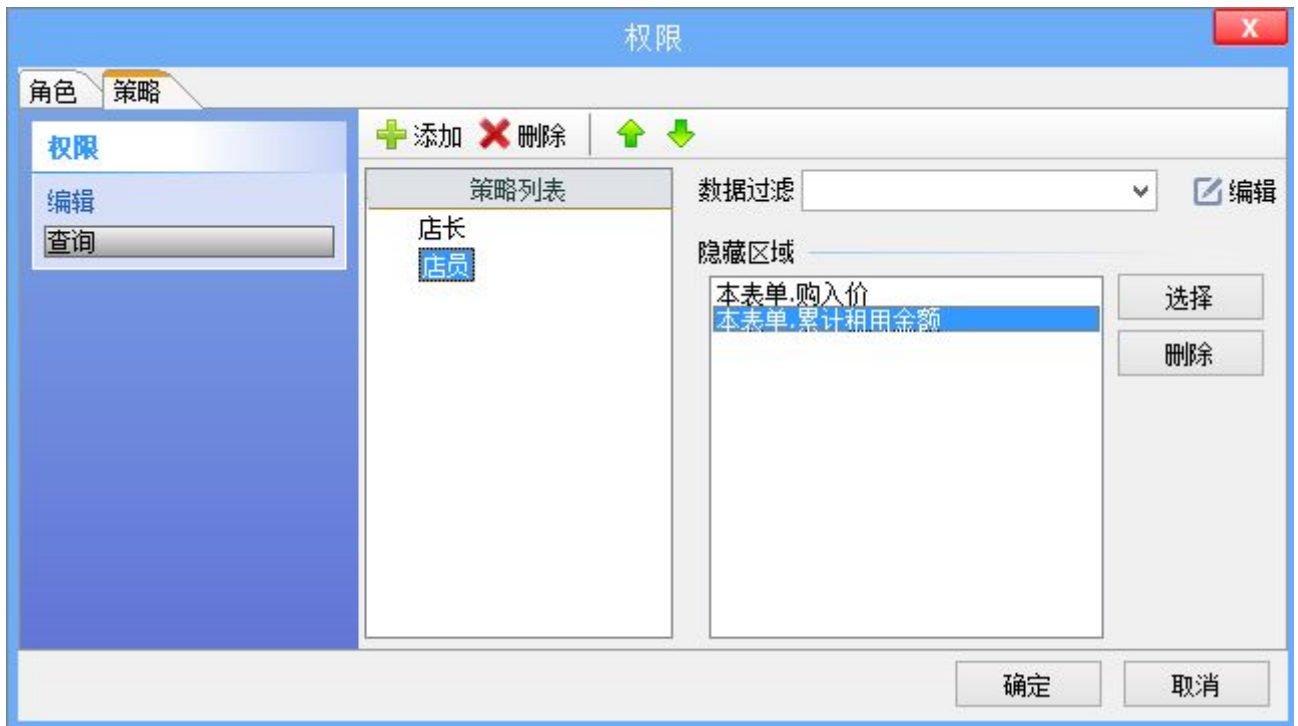 权限
X
角色 策略
权限
编辑
查询
添加 删除
策略列表
店长
店员
数据过滤 编辑
隐藏区域
本表单.购入价
本表单.累计租用金额
选择
删除
确定 取消